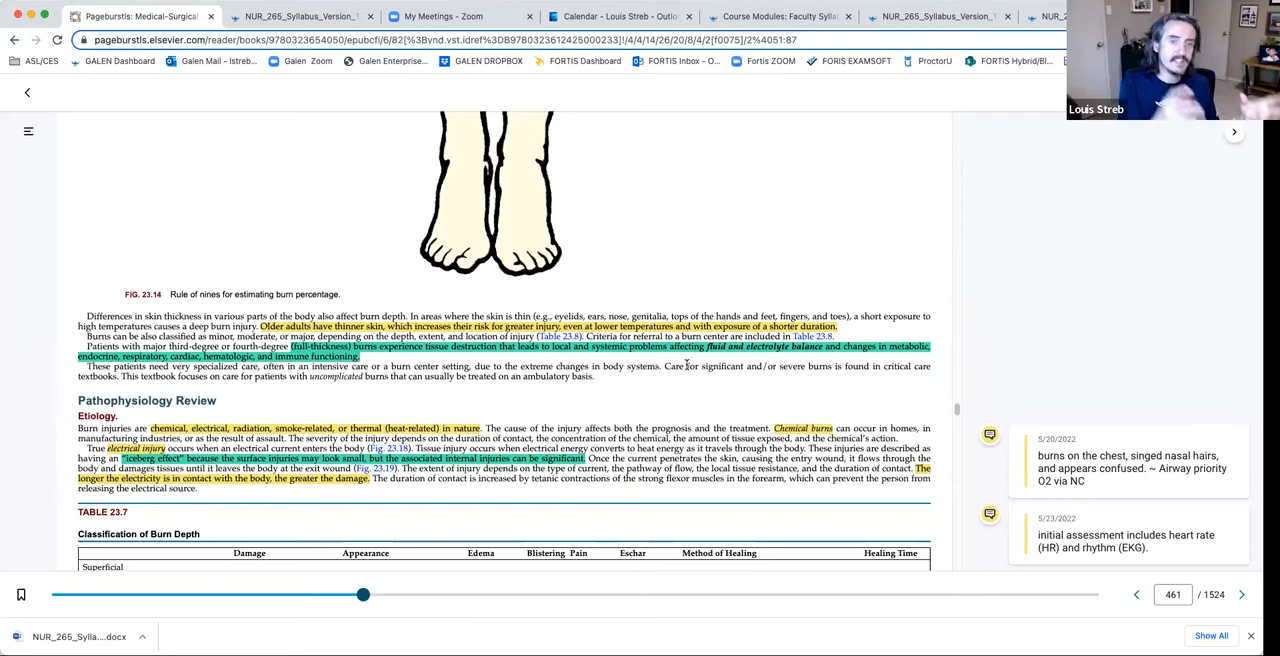 Pageburstls: Medical-Surgical
NUR_265_Syllabus_Version_1
My Meetings - Zoom
Calendar - Louis Streb - Outlo
Course Modules: Faculty Sylla
NUR_265_Syllabus_Version_1
NUR_2
pageburstls.elsevier.com/reader/books/9780323654050/epubcfi/6/82[%3Bvnd.vst.idref%3DB9780323612425000233]!/4/4/14/26/20/8/4/2[f0075]/2%4051:87
ASL/CES
GALEN Dashboard
Galen Mail - lstreb...
Galen Zoom
Galen Enterprise...
GALEN DROPBOX
FORTIS Dashboard
FORTIS Inbox - O...
Fortis ZOOM
FORIS EXAMSOFT
ProctorU
FORTIS Hybrid/Bl...
Louis Streb
FIG. 23.14 Rule of nines for estimating burn percentage.
Differences in skin thickness in various parts of the body also affect burn depth. In areas where the skin is thin (e.g., eyelids, ears, nose, genitalia, tops of the hands and feet, fingers, and toes), a short exposure to
high temperatures causes a deep burn injury. Older adults have thinner skin, which increases their risk for greater injury, even at lower temperatures and with exposure of a shorter duration.
Burns can be also classified as minor, moderate, or major, depending on the depth, extent, and location of injury (Table 23.8). Criteria for referral to a burn center are included in Table 23.8.
Patients with major third-degree or fourth-degree (full-thickness) burns experience tissue destruction that leads to local and systemic problems affecting fluid and electrolyte balance and changes in metabolic,
endocrine, respiratory, cardiac, hematologic, and immune functioning.
These patients need very specialized care, often in an intensive care or a burn center setting, due to the extreme changes in body systems. Care for significant and/or severe burns is found in critical care
textbooks. This textbook focuses on care for patients with uncomplicated burns that can usually be treated on an ambulatory basis.
Pathophysiology Review
Etiology.
Burn injuries are chemical, electrical, radiation, smoke-related, or thermal (heat-related) in nature. The cause of the injury affects both the prognosis and the treatment. Chemical burns can occur in homes, in
manufacturing industries, or as the result of assault. The severity of the injury depends on the duration of contact, the concentration of the chemical, the amount of tissue exposed, and the chemical's action.
True electrical injury occurs when an electrical current enters the body (Fig. 23.18). Tissue injury occurs when electrical energy converts to heat energy as it travels through the body. These injuries are described as
having an "iceberg effect" because the surface injuries may look small, but the associated internal injuries can be significant. Once the current penetrates the skin, causing the entry wound, it flows through the
body and damages tissues until it leaves the body at the exit wound (Fig. 23.19). The extent of injury depends on the type of current, the pathway of flow, the local tissue resistance, and the duration of contact. The
longer the electricity is in contact with the body, the greater the damage. The duration of contact is increased by tetanic contractions of the strong flexor muscles in the forearm, which can prevent the person from
releasing the electrical source.
TABLE 23.7
Classification of Burn Depth
Damage Appearance Edema Blistering Pain Eschar Method of Healing Healing Time
Superficial
5/20/2022
burns on the chest, singed nasal hairs,
and appears confused. ~ Airway priority
O2 via NC
5/23/2022
initial assessment includes heart rate
(HR) and rhythm (EKG).
461 / 1524
NUR_265_Sylla....docx
Show All